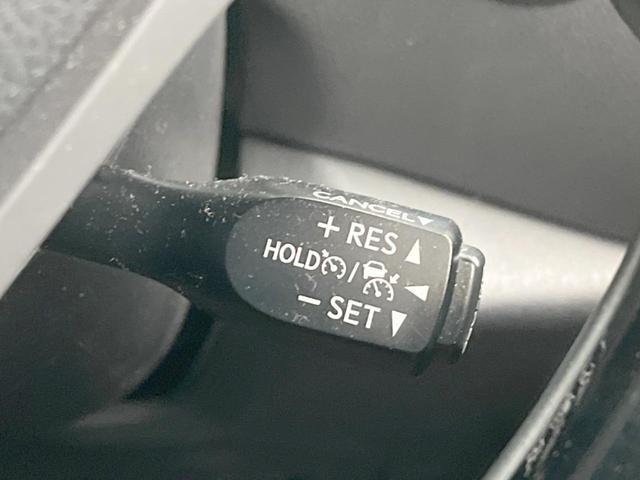 CANCEL▼
+ RES ▲
HOLD / ◀
− SET ▼